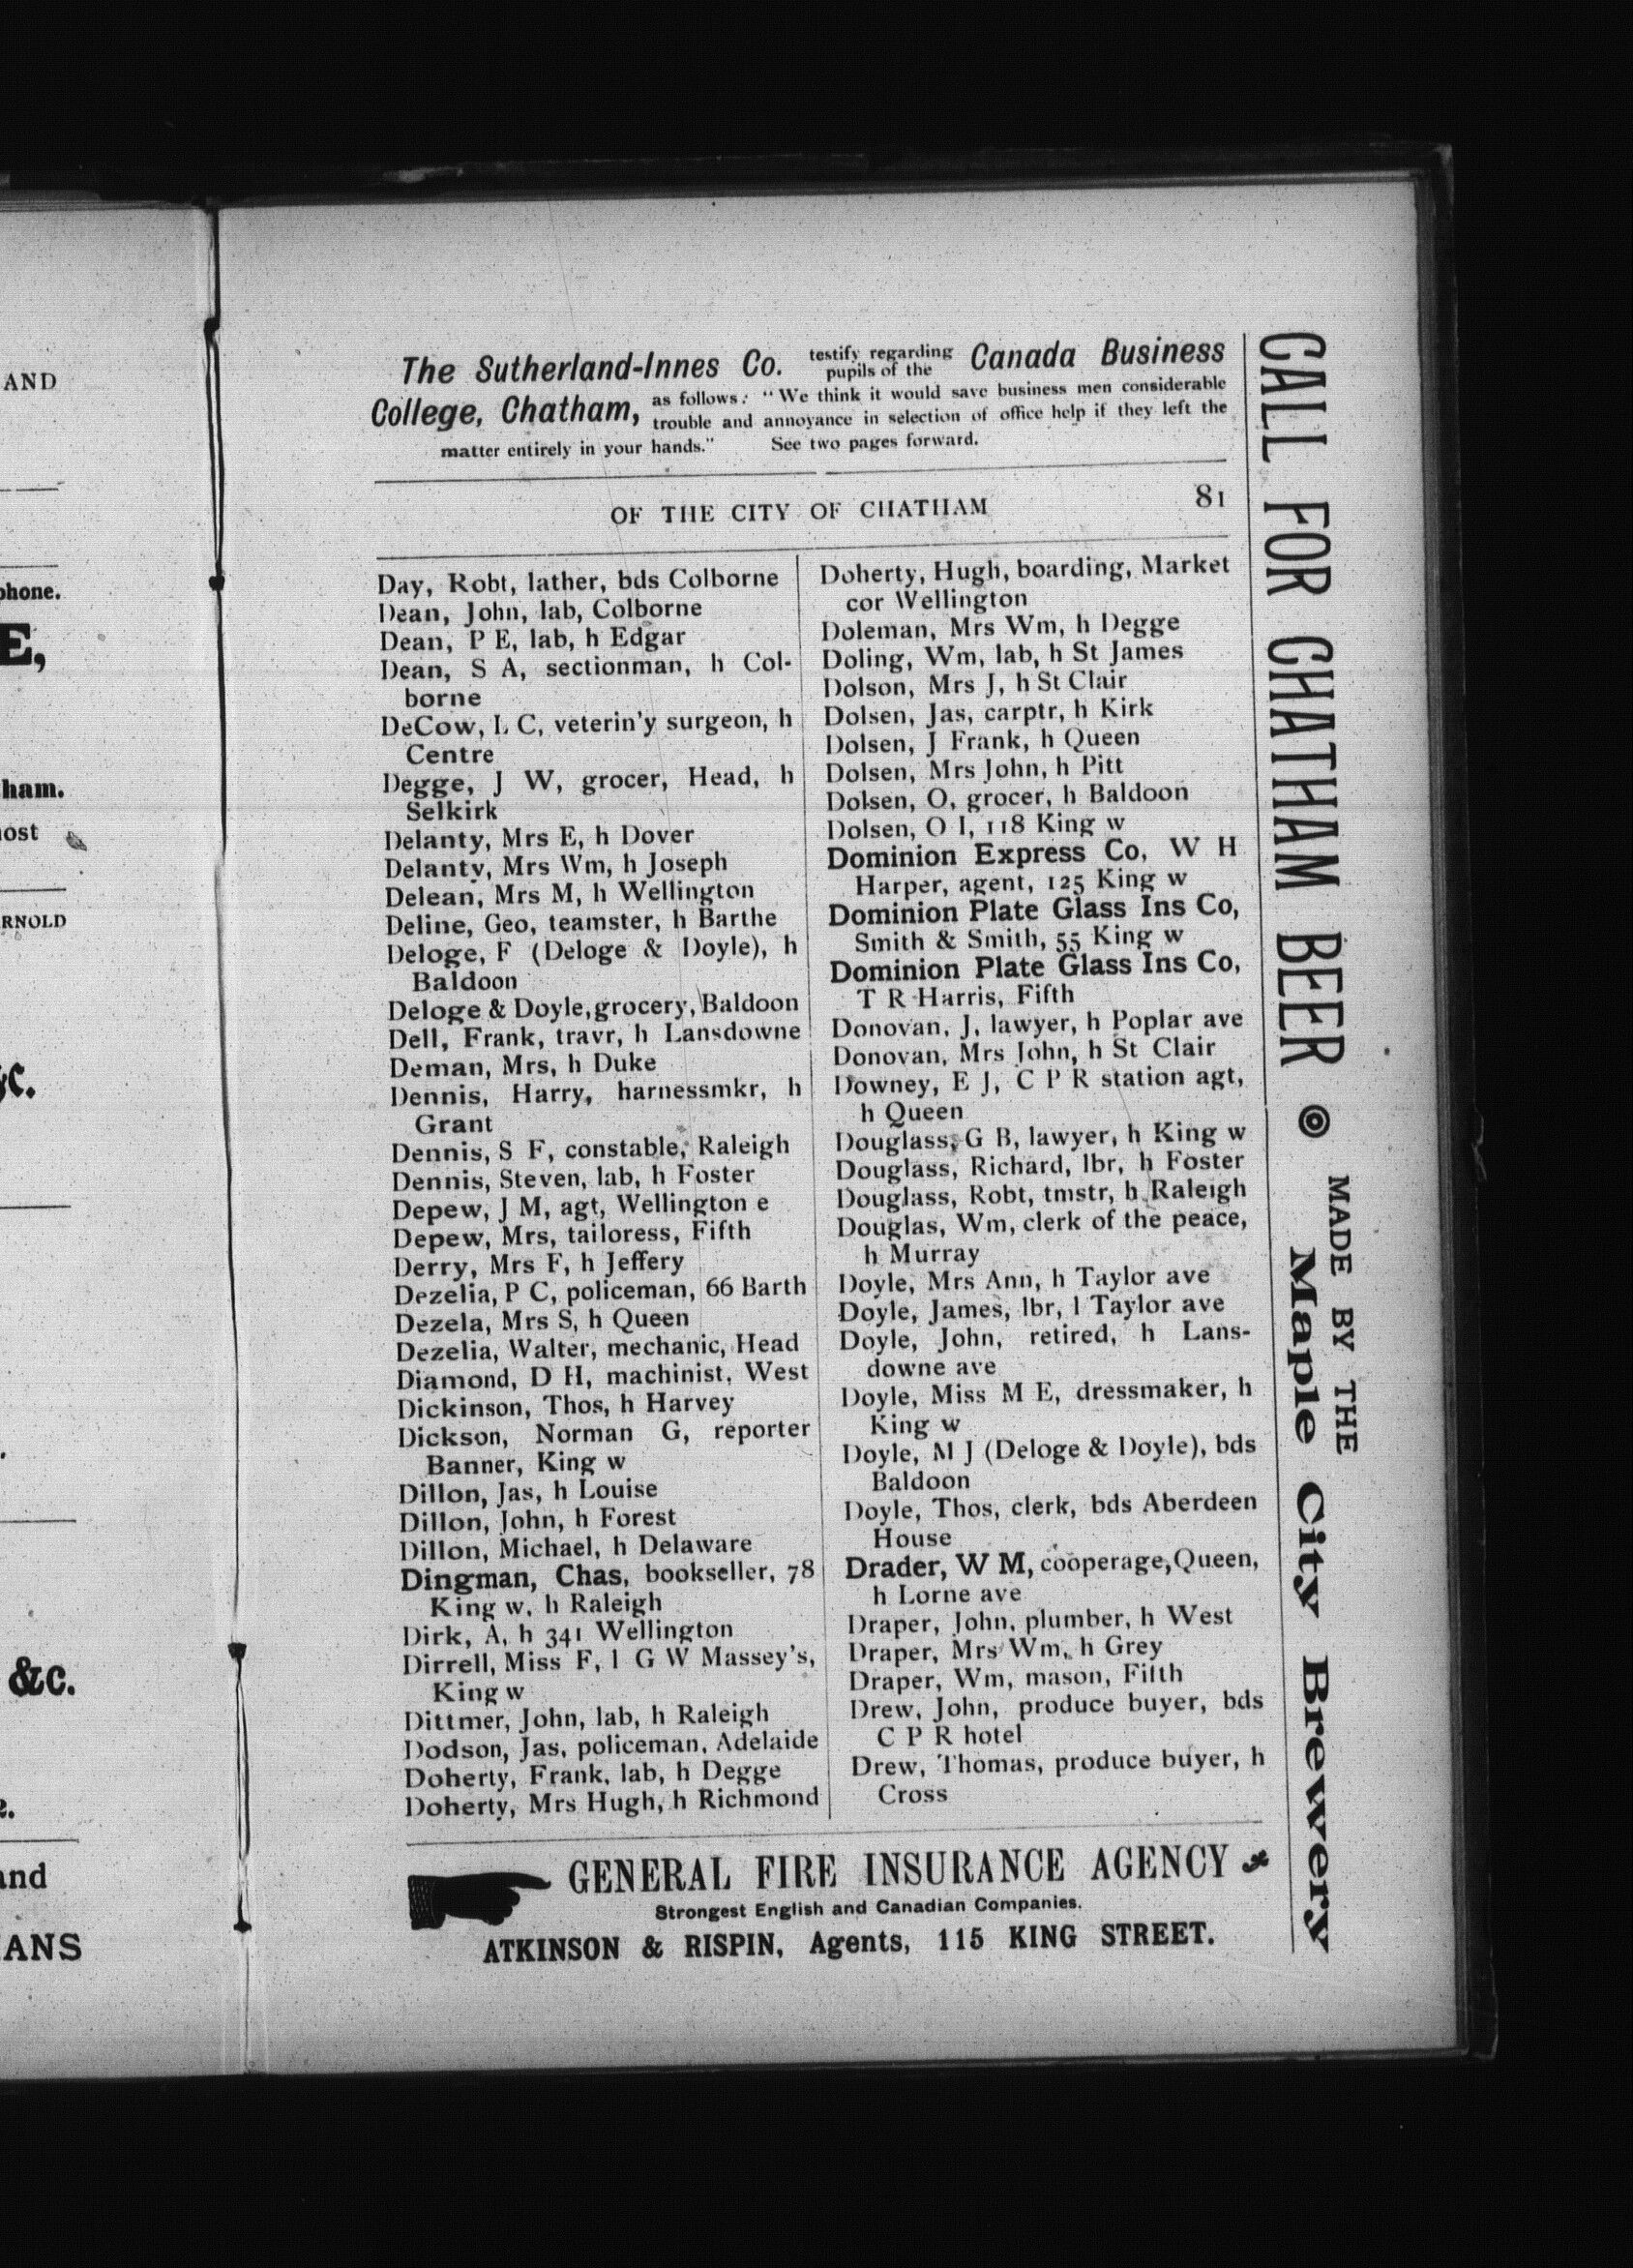 AND
phone.
E,
ham.
ost
RNOLD
&c.
&c.
and
ANS
The Sutherland-Innes Co. testify regarding pupils of the Canada Business
College, Chatham, as follows: "We think it would save business men considerable
trouble and annoyance in selection of office help if they left the
matter entirely in your hands." See two pages forward.
OF THE CITY OF CHATHAM 81
Day, Robt, lather, bds Colborne
Dean, John, lab, Colborne
Dean, P E, lab, h Edgar
Dean, S A, sectionman, h Col-
borne
DeCow, L C, veterin'y surgeon, h
Centre
Degge, J W, grocer, Head, h
Selkirk
Delanty, Mrs E, h Dover
Delanty, Mrs Wm, h Joseph
Delean, Mrs M, h Wellington
Deline, Geo, teamster, h Barthe
Deloge, F (Deloge & Doyle), h
Baldoon
Deloge & Doyle, grocery, Baldoon
Dell, Frank, travr, h Lansdowne
Deman, Mrs, h Duke
Dennis, Harry, harnessmkr, h
Grant
Dennis, S F, constable, Raleigh
Dennis, Steven, lab, h Foster
Depew, J M, agt, Wellington e
Depew, Mrs, tailoress, Fifth
Derry, Mrs F, h Jeffery
Dezelia, P C, policeman, 66 Barth
Dezela, Mrs S, h Queen
Dezelia, Walter, mechanic, Head
Diamond, D H, machinist, West
Dickinson, Thos, h Harvey
Dickson, Norman G, reporter
Banner, King w
Dillon, Jas, h Louise
Dillon, John, h Forest
Dillon, Michael, h Delaware
Dingman, Chas, bookseller, 78
King w, h Raleigh
Dirk, A, h 341 Wellington
Dirrell, Miss F, l G W Massey's,
King w
Dittmer, John, lab, h Raleigh
Dodson, Jas, policeman, Adelaide
Doherty, Frank, lab, h Degge
Doherty, Mrs Hugh, h Richmond
Doherty, Hugh, boarding, Market
cor Wellington
Doleman, Mrs Wm, h Degge
Doling, Wm, lab, h St James
Dolson, Mrs J, h St Clair
Dolsen, Jas, carptr, h Kirk
Dolsen, J Frank, h Queen
Dolsen, Mrs John, h Pitt
Dolsen, O, grocer, h Baldoon
Dolsen, O I, 118 King w
Dominion Express Co, W H
Harper, agent, 125 King w
Dominion Plate Glass Ins Co,
Smith & Smith, 55 King w
Dominion Plate Glass Ins Co,
T R Harris, Fifth
Donovan, J, lawyer, h Poplar ave
Donovan, Mrs John, h St Clair
Downey, E J, C P R station agt,
h Queen
Douglass, G B, lawyer, h King w
Douglass, Richard, lbr, h Foster
Douglass, Robt, tmstr, h Raleigh
Douglas, Wm, clerk of the peace,
h Murray
Doyle, Mrs Ann, h Taylor ave
Doyle, James, lbr, l Taylor ave
Doyle, John, retired, h Lans-
downe ave
Doyle, Miss M E, dressmaker, h
King w
Doyle, M J (Deloge & Doyle), bds
Baldoon
Doyle, Thos, clerk, bds Aberdeen
House
Drader, W M, cooperage, Queen,
h Lorne ave
Draper, John, plumber, h West
Draper, Mrs Wm, h Grey
Draper, Wm, mason, Fifth
Drew, John, produce buyer, bds
C P R hotel
Drew, Thomas, produce buyer, h
Cross
GENERAL FIRE INSURANCE AGENCY
Strongest English and Canadian Companies.
ATKINSON & RISPIN, Agents, 115 KING STREET.
CALL FOR CHATHAM BEER
MADE BY THE
Maple City Brewery